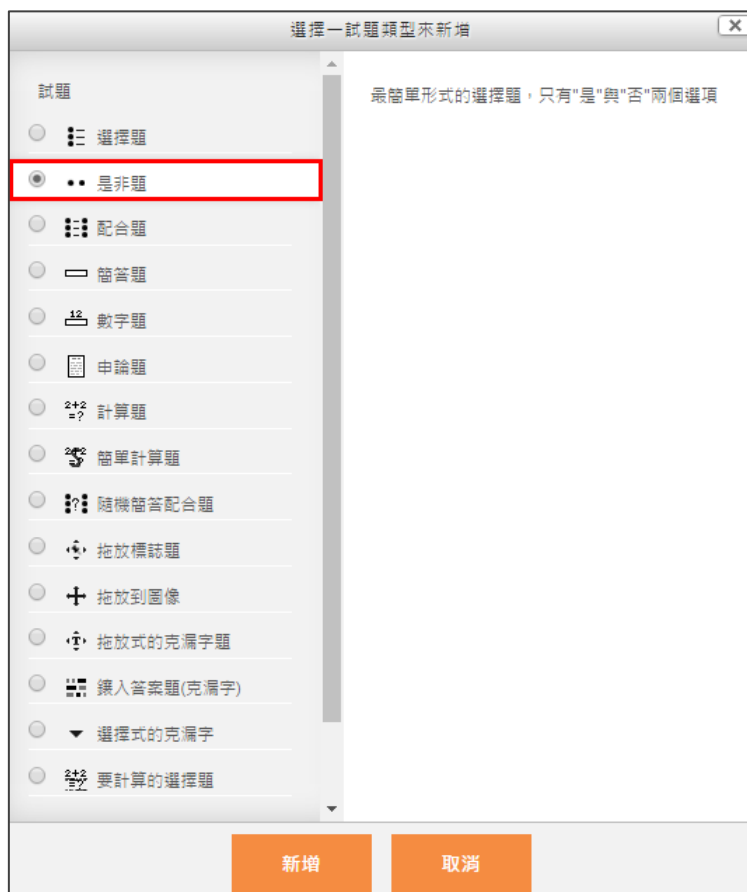 選擇一試題類型來新增
試題
選擇題
是非題
配合題
簡答題
數字題
申論題
計算題
簡單計算題
隨機簡答配合題
拖放標誌題
拖放到圖像
拖放式的克漏字題
鑲入答案題(克漏字)
選擇式的克漏字
要計算的選擇題
最簡單形式的選擇題，只有"是"與"否"兩個選項
新增
取消